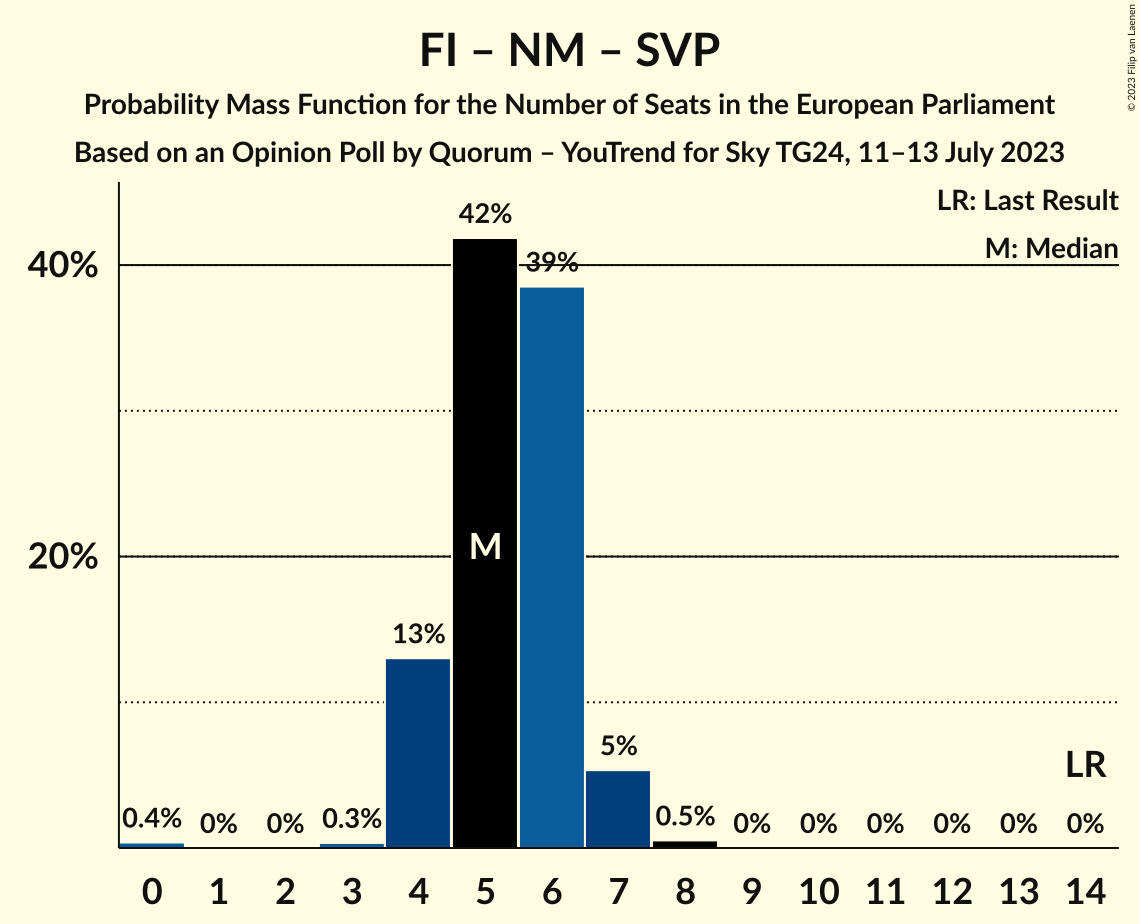 FI – NM – SVP
Probability Mass Function for the Number of Seats in the European Parliament
Based on an Opinion Poll by Quorum – YouTrend for Sky TG24, 11–13 July 2023
© 2023 Filip van Laenen
LR: Last Result
M: Median
40%
20%
42%
39%
M
13%
5%
LR
0.4% 0% 0% 0.3% 0.5% 0% 0% 0% 0% 0% 0%
0 1 2 3 4 5 6 7 8 9 10 11 12 13 14